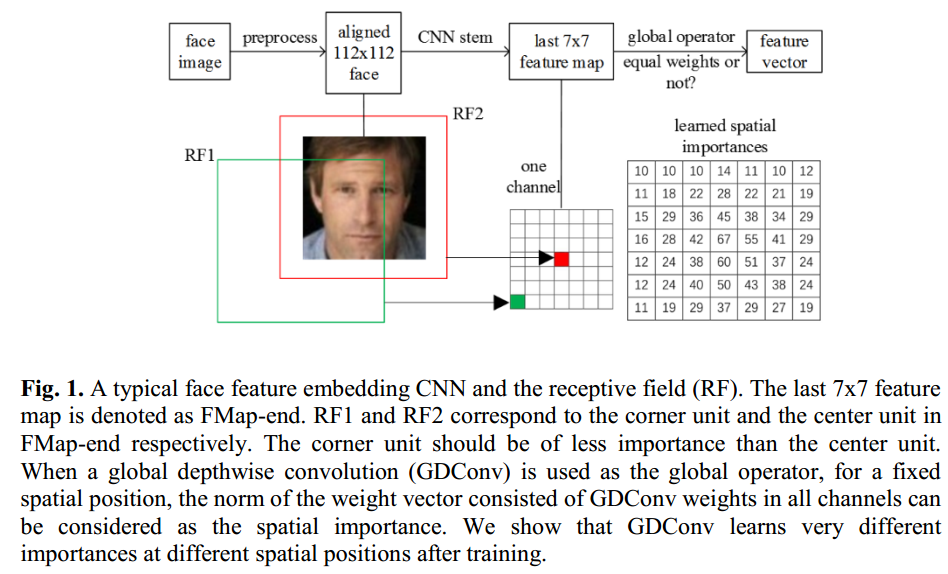 face
image
preprocess
aligned
112x112
face
CNN stem
last 7x7
feature map
global operator
equal weights or
not?
feature
vector
RF2
RF1
one
channel
learned spatial
importances
10 10 10 14 11 10 12
11 18 22 28 22 21 19
15 29 36 45 38 34 29
16 28 42 67 55 41 29
12 24 38 60 51 37 24
12 24 40 50 43 38 24
11 19 29 37 29 27 19
Fig. 1. A typical face feature embedding CNN and the receptive field (RF). The last 7x7 feature
map is denoted as FMap-end. RF1 and RF2 correspond to the corner unit and the center unit in
FMap-end respectively. The corner unit should be of less importance than the center unit.
When a global depthwise convolution (GDConv) is used as the global operator, for a fixed
spatial position, the norm of the weight vector consisted of GDConv weights in all channels can
be considered as the spatial importance. We show that GDConv learns very different
importances at different spatial positions after training.